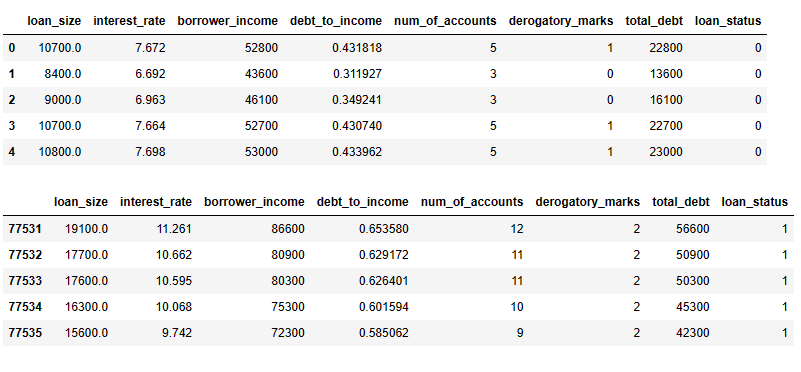 loan_size interest_rate borrower_income debt_to_income num_of_accounts derogatory_marks total_debt loan_status
0 10700.0 7.672 52800 0.431818 5 1 22800 0
1 8400.0 6.692 43600 0.311927 3 0 13600 0
2 9000.0 6.963 46100 0.349241 3 0 16100 0
3 10700.0 7.664 52700 0.430740 5 1 22700 0
4 10800.0 7.698 53000 0.433962 5 1 23000 0
loan_size interest_rate borrower_income debt_to_income num_of_accounts derogatory_marks total_debt loan_status
77531 19100.0 11.261 86600 0.653580 12 2 56600 1
77532 17700.0 10.662 80900 0.629172 11 2 50900 1
77533 17600.0 10.595 80300 0.626401 11 2 50300 1
77534 16300.0 10.068 75300 0.601594 10 2 45300 1
77535 15600.0 9.742 72300 0.585062 9 2 42300 1